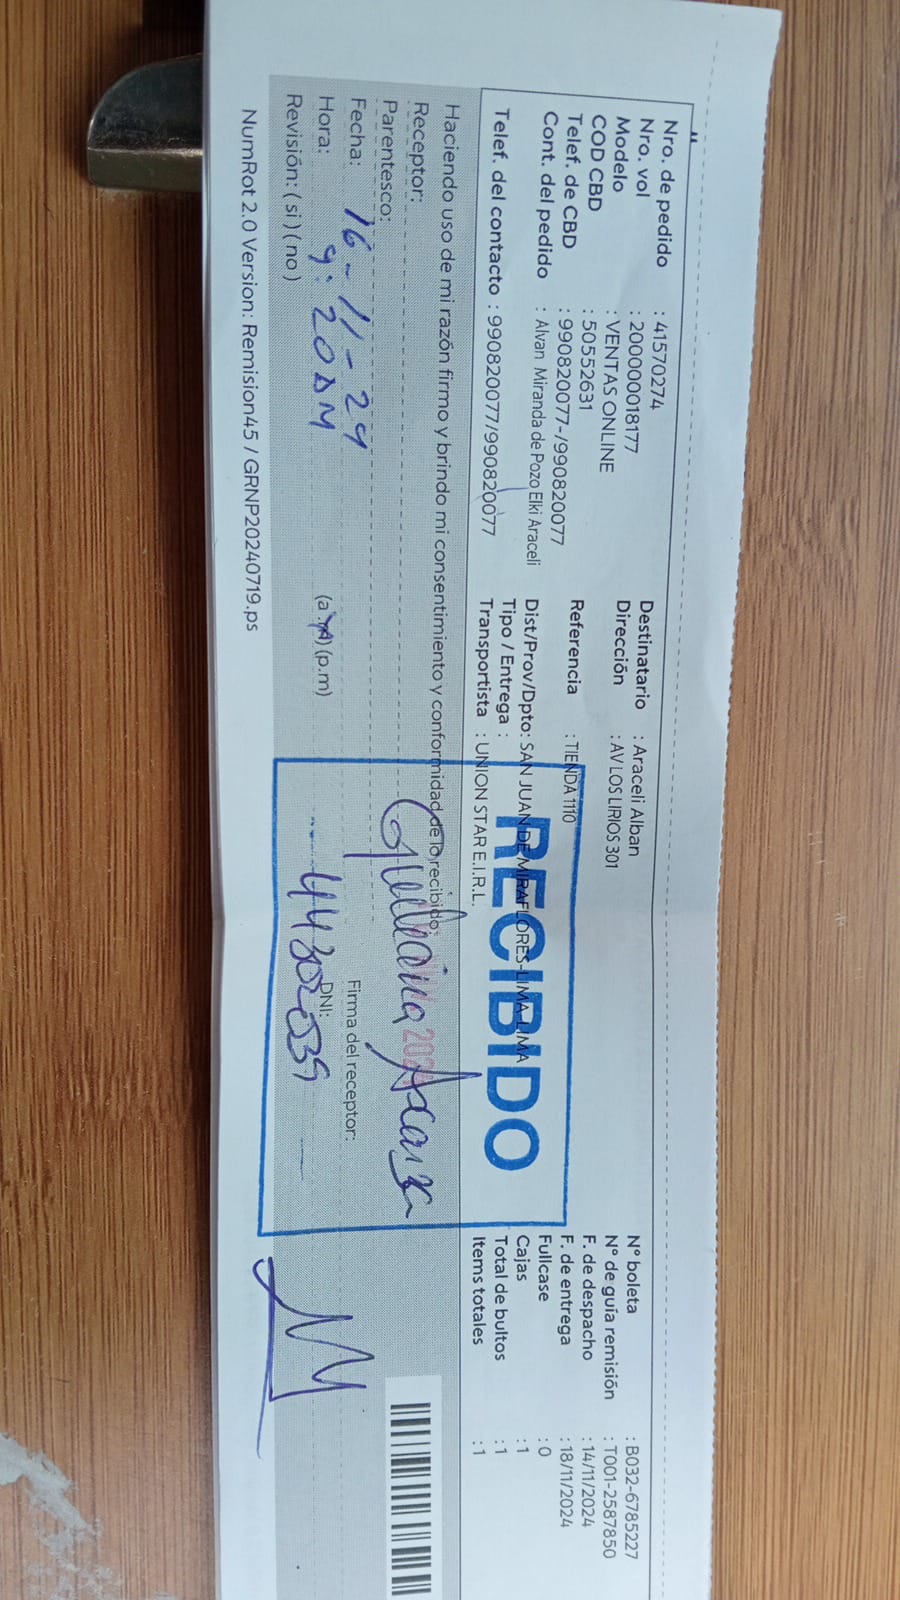 Nro. de pedido : 41570274
Nro. vol : 200000018177
Modelo : VENTAS ONLINE
COD CBD : 50552631
Telef. de CBD : 990820077-/990820077
Cont. del pedido : Alvan Miranda de Pozo Elki Araceli
Telef. del contacto : 990820077/990820077
Destinatario : Araceli Alban
Dirección : AV LOS LIRIOS 301
Referencia : TIENDA 1110
Dist/Prov/Dpto: SAN JUAN DE MIRAFLORES-LIMA-LIMA
Tipo / Entrega :
Transportista : UNION STAR E.I.R.L.
N° boleta : B032-6785227
N° de guía remisión : T001-2587850
F. de despacho : 14/11/2024
F. de entrega : 18/11/2024
Fullcase : 0
Cajas : 1
Total de bultos : 1
Items totales : 1
RECIBIDO
Haciendo uso de mi razón firmo y brindo mi consentimiento y conformidad de lo recibido:
Receptor:
Parentesco:
Fecha: 16-11-24
Hora: 9:20 AM (a.m) (p.m)
Revisión: ( si ) ( no )
Firma del receptor:
DNI:
NumRot 2.0 Version: Remision45 / GRNP20240719.ps